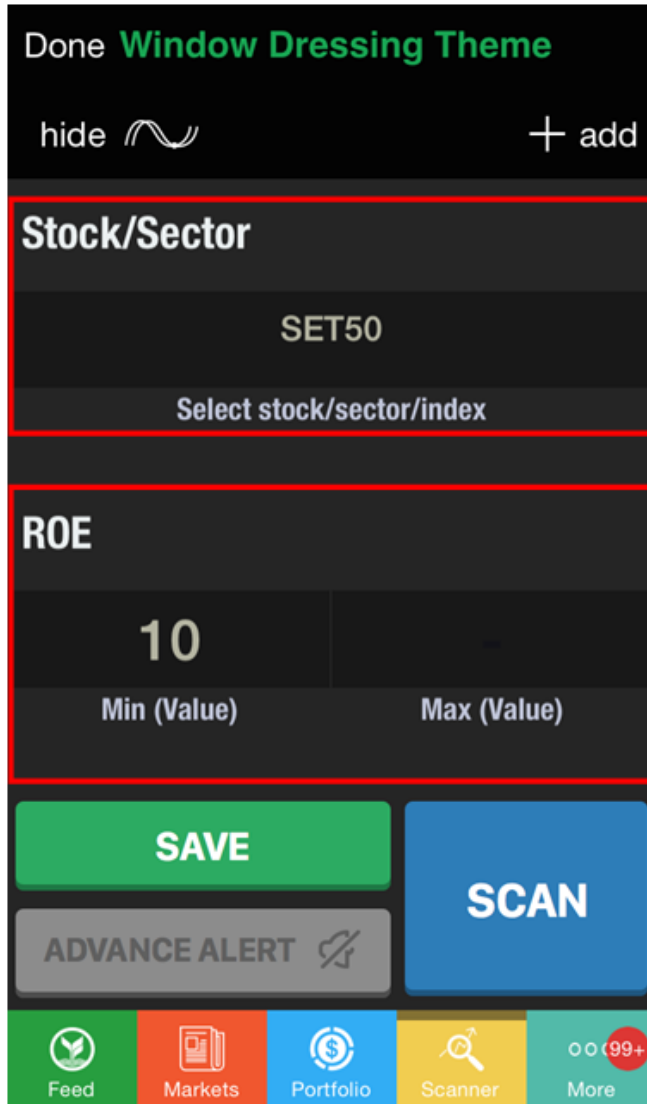 Done Window Dressing Theme
hide + add
Stock/Sector
SET50
Select stock/sector/index
ROE
10 -
Min (Value) Max (Value)
SAVE
SCAN
ADVANCE ALERT
99+
Feed Markets Portfolio Scanner More